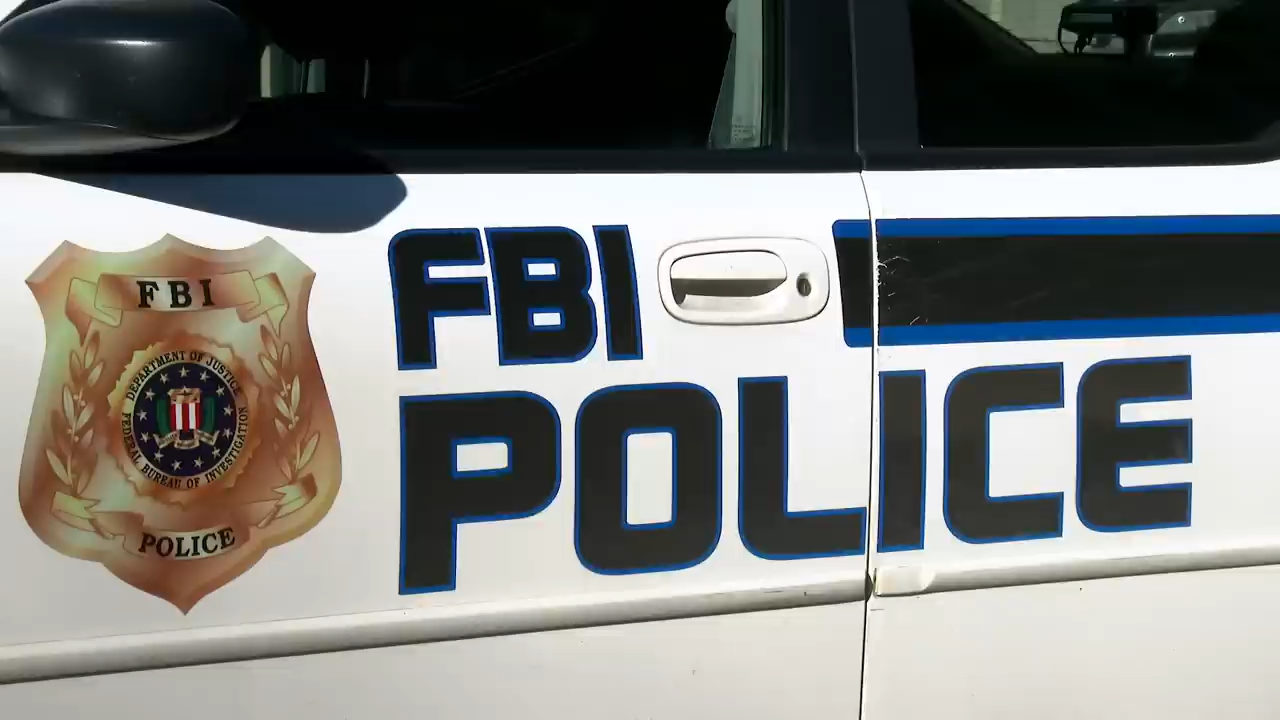 FBI
DEPARTMENT OF JUSTICE
FEDERAL BUREAU OF INVESTIGATION
POLICE
FBI
POLICE